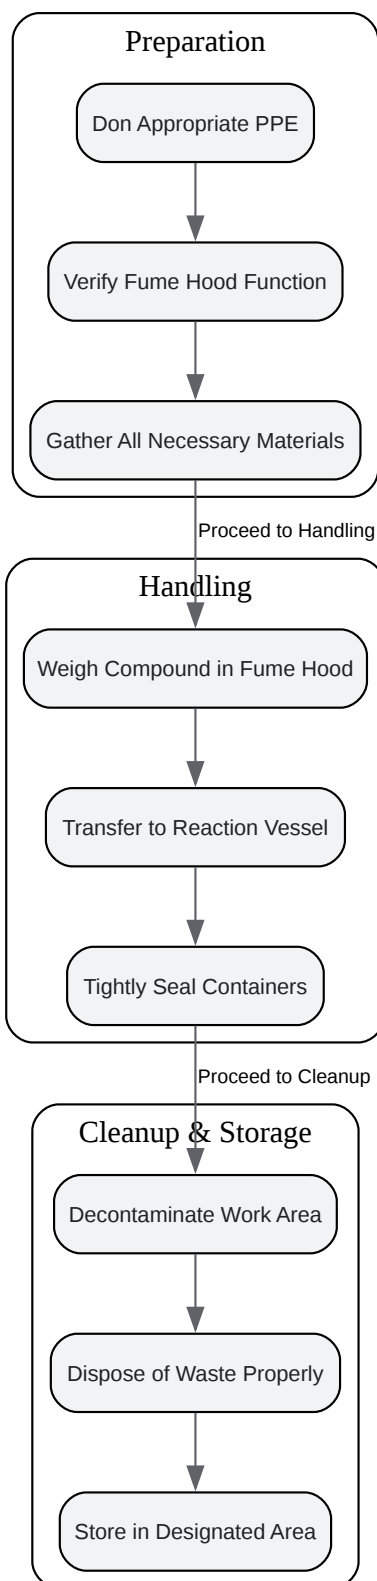 Preparation
Don Appropriate PPE
Verify Fume Hood Function
Gather All Necessary Materials
Proceed to Handling
Handling
Weigh Compound in Fume Hood
Transfer to Reaction Vessel
Tightly Seal Containers
Proceed to Cleanup
Cleanup & Storage
Decontaminate Work Area
Dispose of Waste Properly
Store in Designated Area